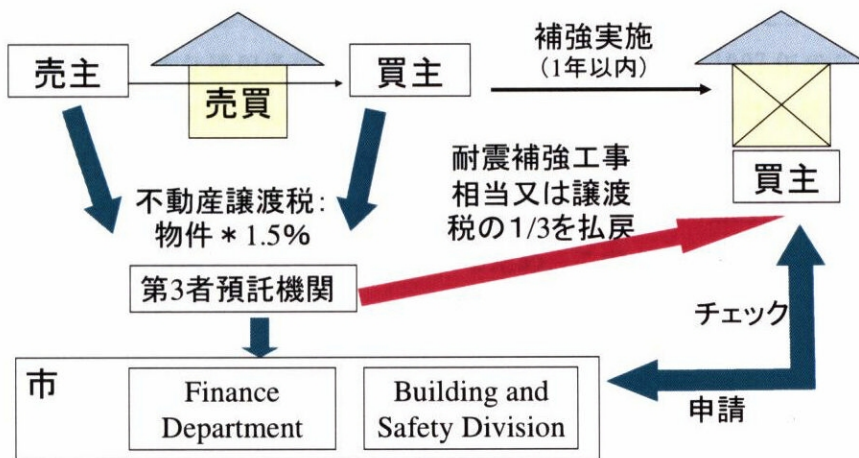 売主
売買
買主
補強実施
(1年以内)
買主
不動産譲渡税:
物件*1.5%
耐震補強工事
相当又は譲渡
税の1/3を払戻
第3者預託機関
チェック
申請
市
Finance
Department
Building and
Safety Division